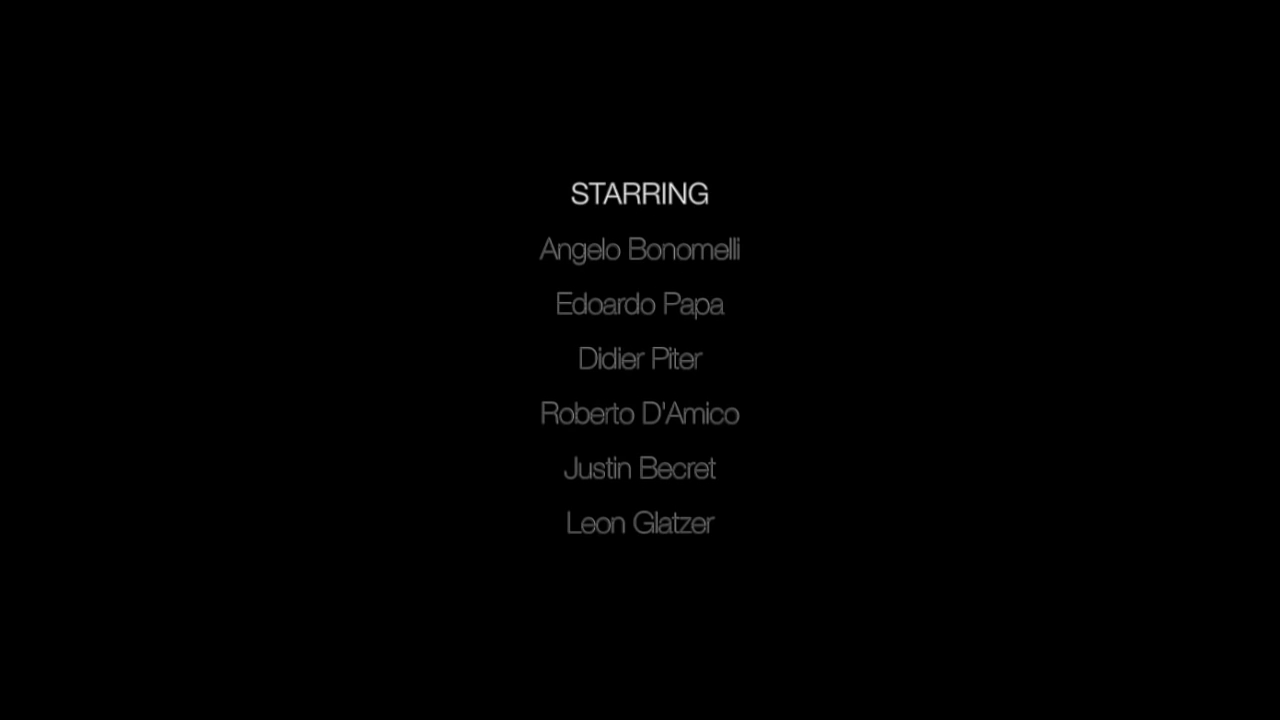 STARRING
Angelo Bonomelli
Edoardo Papa
Didier Piter
Roberto D'Amico
Justin Becret
Leon Glatzer